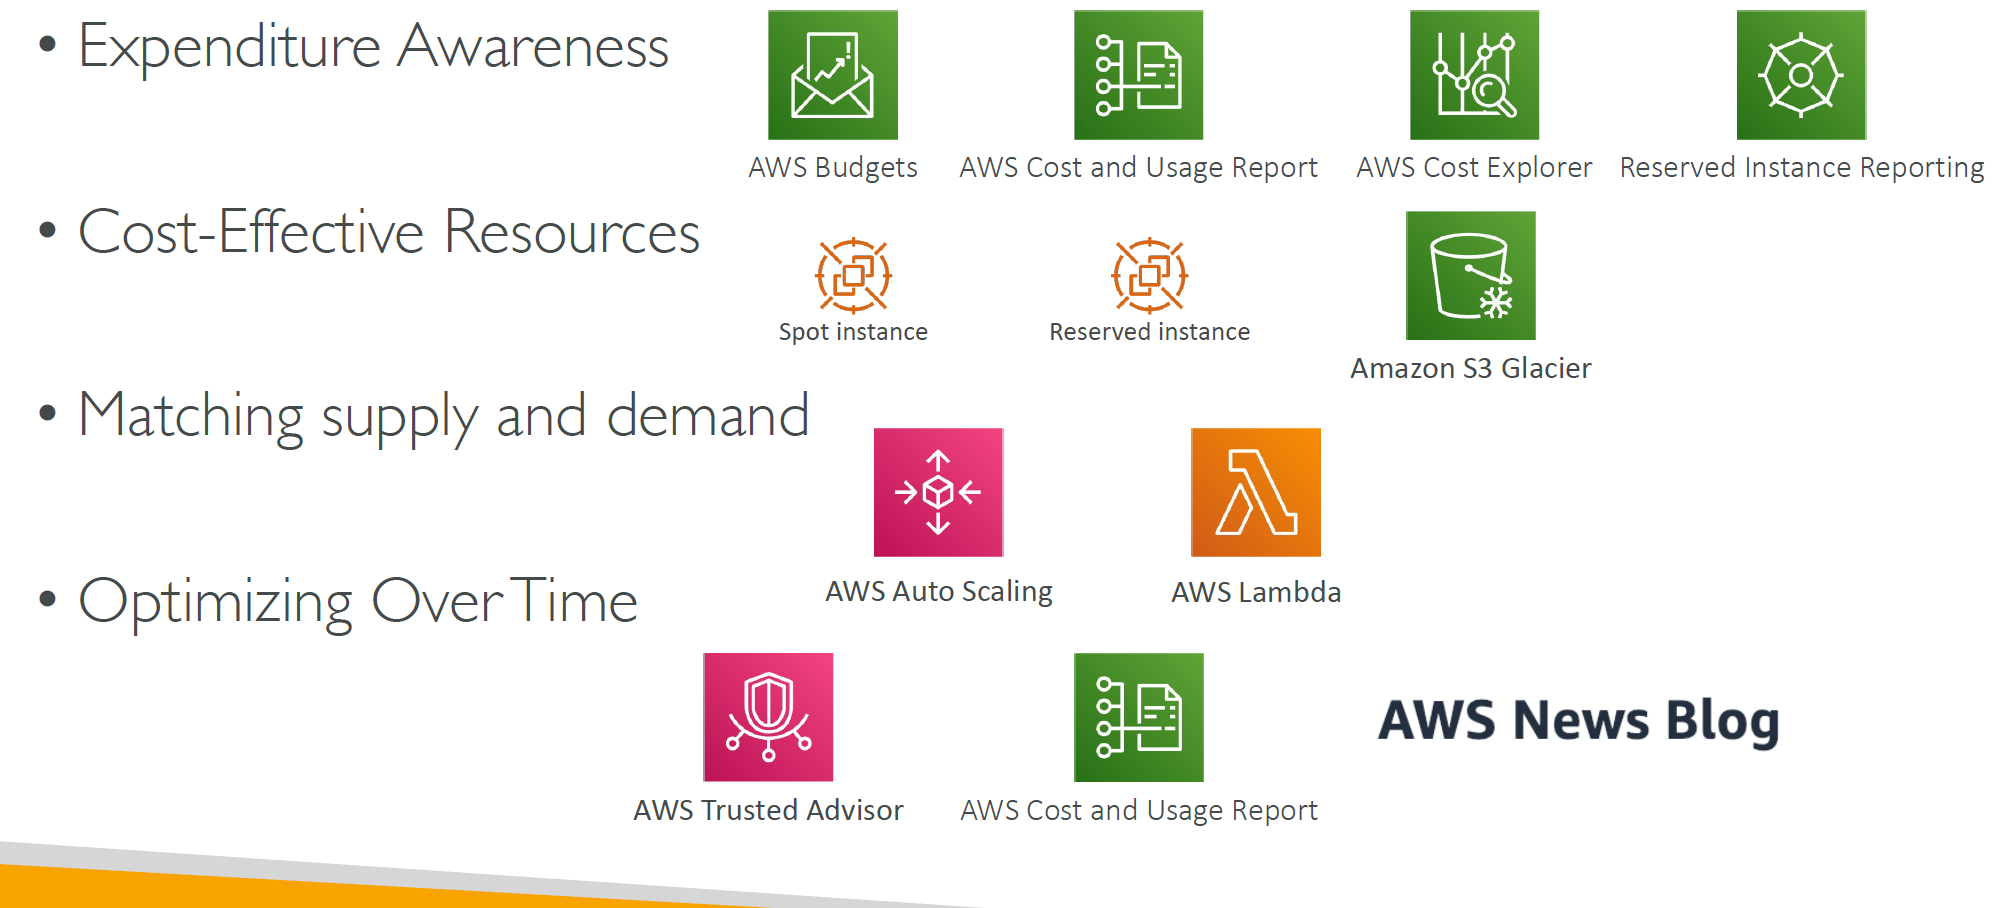 • Expenditure Awareness
AWS Budgets
AWS Cost and Usage Report
AWS Cost Explorer
Reserved Instance Reporting
• Cost-Effective Resources
Spot instance
Reserved instance
Amazon S3 Glacier
• Matching supply and demand
AWS Auto Scaling
AWS Lambda
• Optimizing Over Time
AWS Trusted Advisor
AWS Cost and Usage Report
AWS News Blog